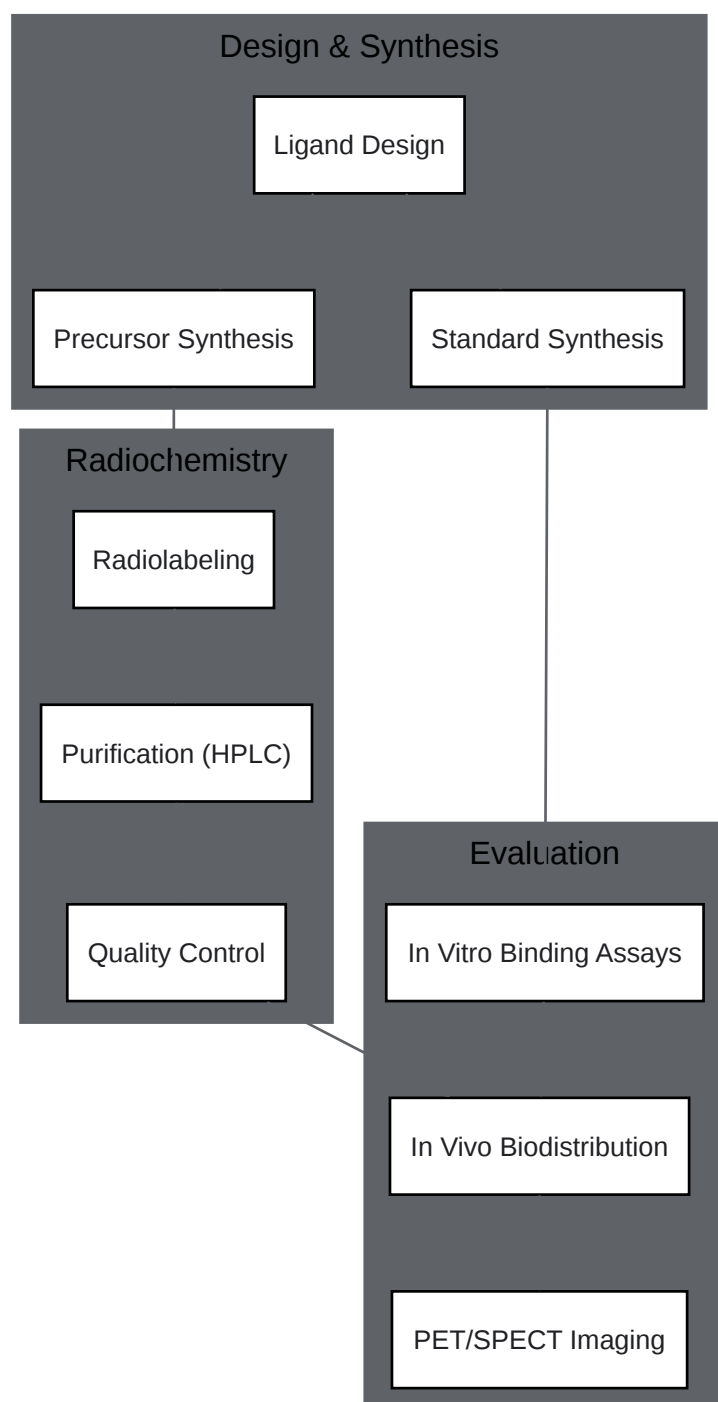 Design & Synthesis
Ligand Design
Precursor Synthesis
Standard Synthesis
Radiochemistry
Radiolabeling
Purification (HPLC)
Quality Control
Evaluation
In Vitro Binding Assays
In Vivo Biodistribution
PET/SPECT Imaging